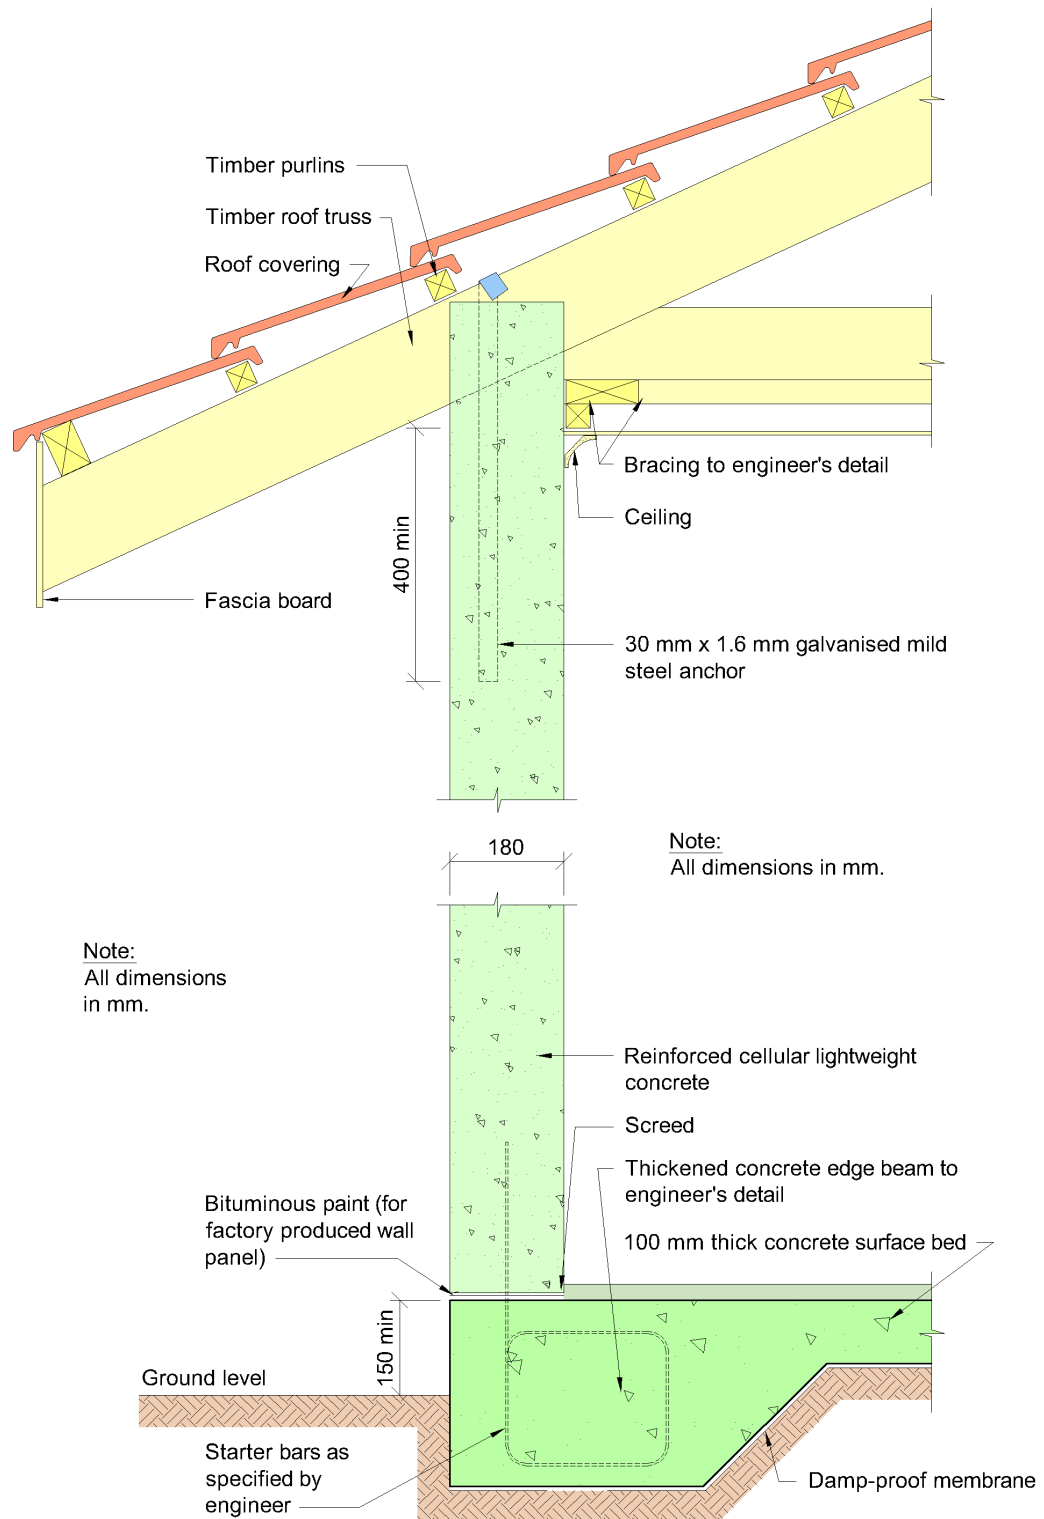 Timber purlins
Timber roof truss
Roof covering
Bracing to engineer's detail
Ceiling
400 min
Fascia board
30 mm x 1.6 mm galvanised mild
steel anchor
180
Note:
All dimensions in mm.
Note:
All dimensions
in mm.
Reinforced cellular lightweight
concrete
Screed
Thickened concrete edge beam to
engineer's detail
Bituminous paint (for
factory produced wall
panel)
100 mm thick concrete surface bed
150 min
Ground level
Starter bars as
specified by
engineer
Damp-proof membrane